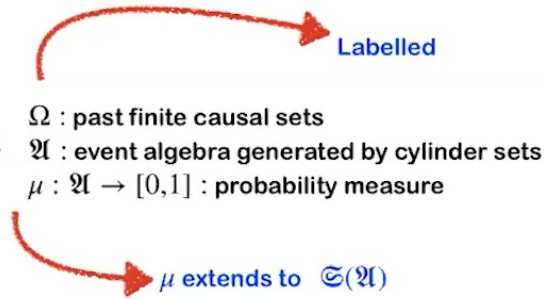 Labelled
Ω : past finite causal sets
𝔄 : event algebra generated by cylinder sets
μ : 𝔄 → [0,1] : probability measure
μ extends to 𝔖(𝔄)